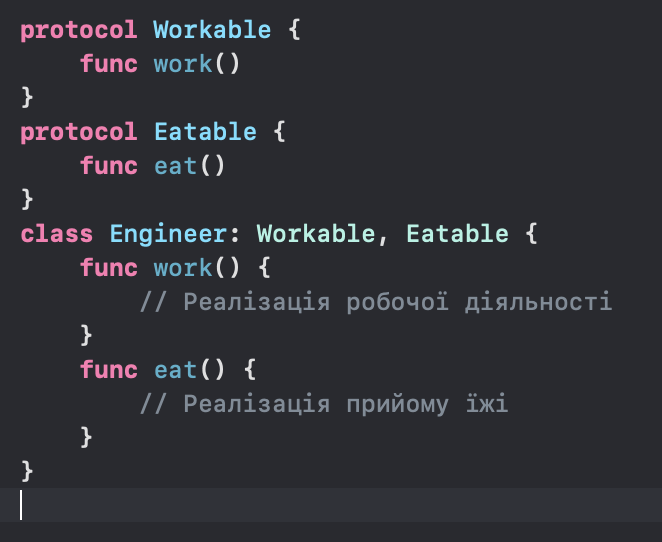 protocol Workable {
    func work()
}
protocol Eatable {
    func eat()
}
class Engineer: Workable, Eatable {
    func work() {
        // Реалізація робочої діяльності
    }
    func eat() {
        // Реалізація прийому їжі
    }
}